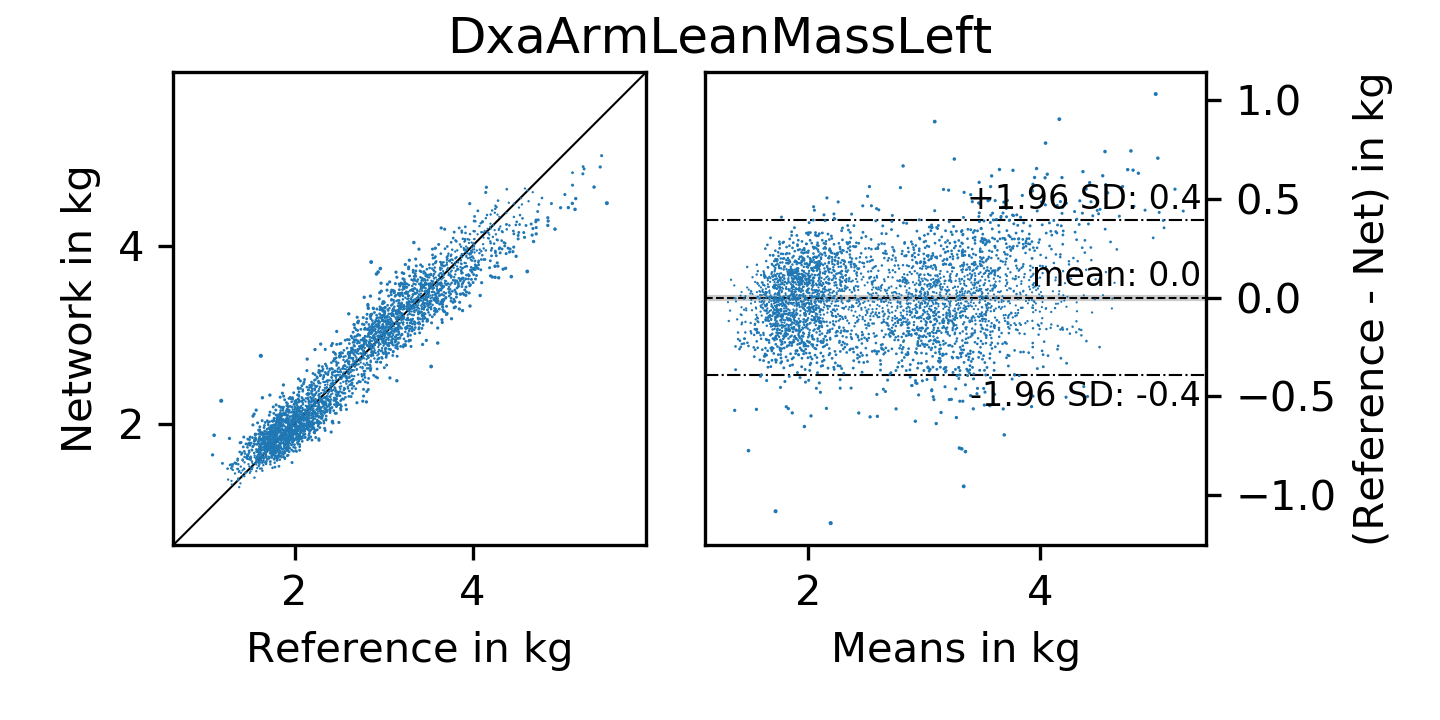 DxaArmLeanMassLeft
Network in kg
4
2
2
4
Reference in kg
+1.96 SD: 0.4
mean: 0.0
-1.96 SD: -0.4
1.0
0.5
0.0
−0.5
−1.0
(Reference - Net) in kg
2
4
Means in kg